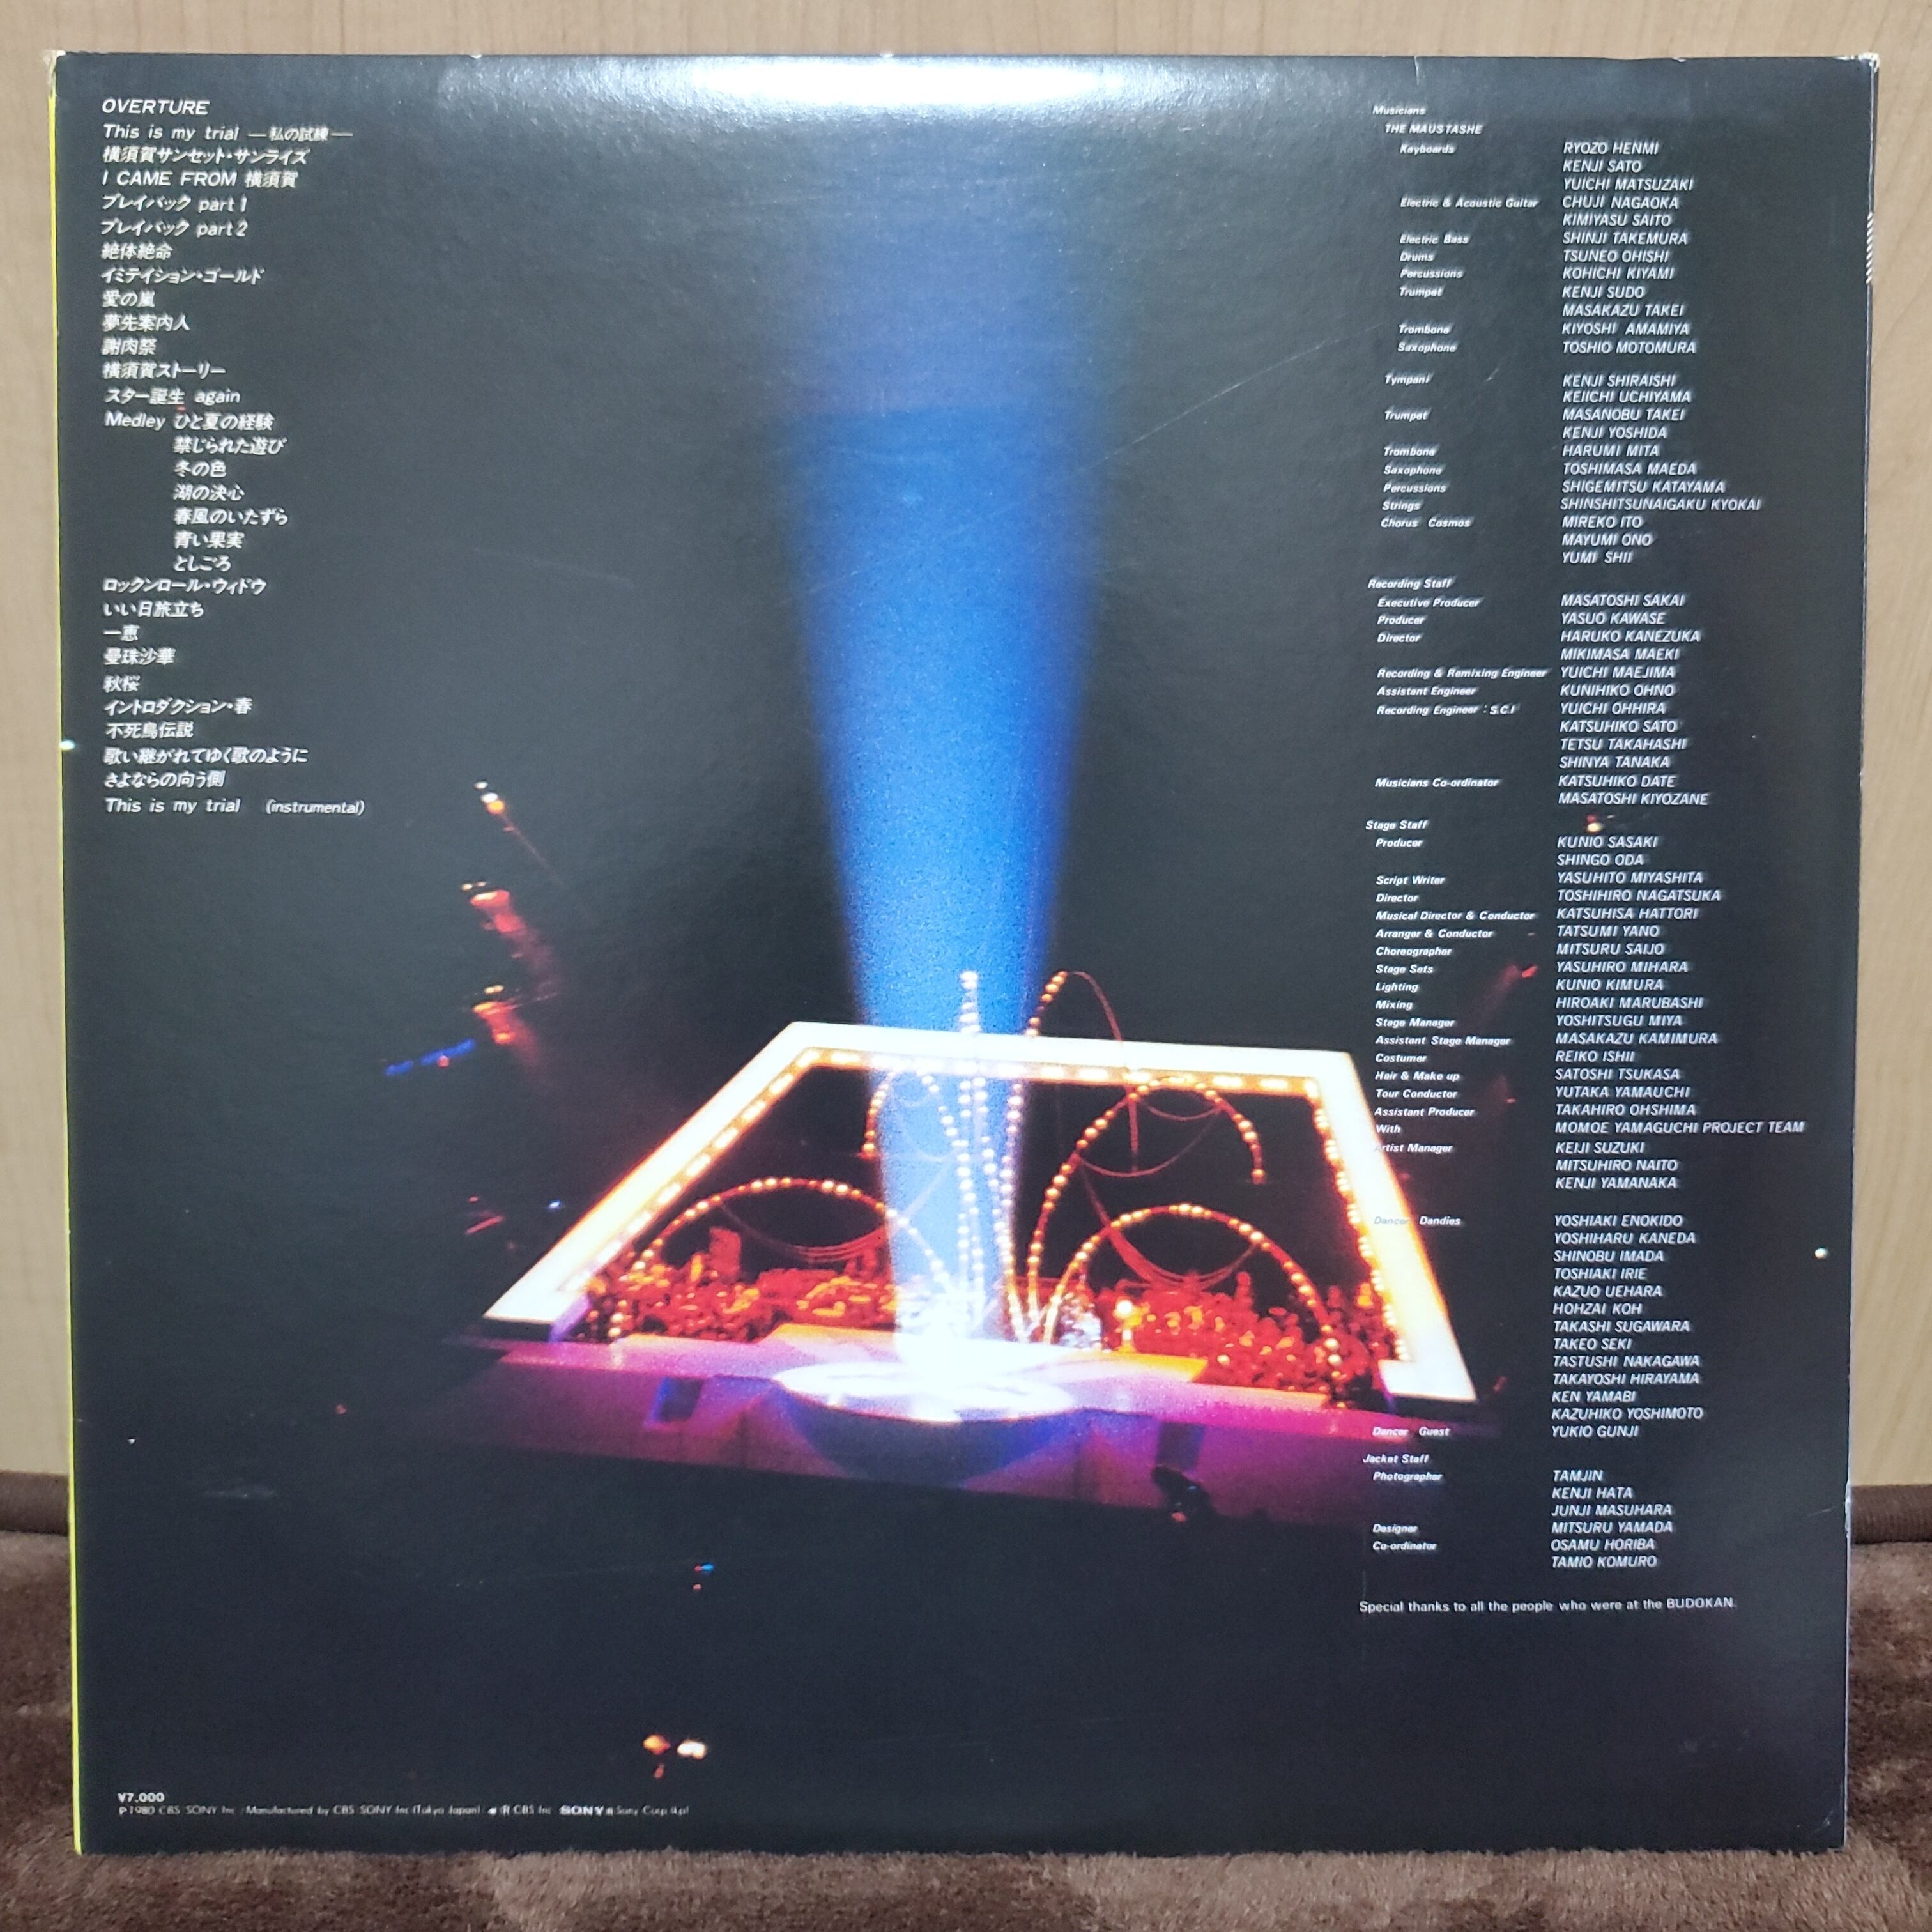 OVERTURE
This is my trial —私の試練—
横須賀サンセット・サンライズ
I CAME FROM 横須賀
プレイバック part 1
プレイバック part 2
絶体絶命
イミテイション・ゴールド
愛の嵐
夢先案内人
謝肉祭
横須賀ストーリー
スター誕生 again
Medley ひと夏の経験
禁じられた遊び
冬の色
湖の決心
春風のいたずら
青い果実
としごろ
ロックンロール・ウィドウ
いい日旅立ち
一恵
曼珠沙華
秋桜
イントロダクション・春
不死鳥伝説
歌い継がれてゆく歌のように
さよならの向う側
This is my trial (instrumental)
¥7,000
P1980 CBS SONY Inc. Manufactured by CBS SONY Inc (Tokyo Japan) CBS Inc SONY Sony Corp
Musicians
THE MAUSTASHE
Keyboards RYOZO HENMI
KENJI SATO
YUICHI MATSUZAKI
Electric & Acoustic Guitar CHUJI NAGAOKA
KIMIYASU SAITO
Electric Bass SHINJI TAKEMURA
Drums TSUNEO OHISHI
Percussions KOHICHI KIYAMI
Trumpet KENJI SUDO
MASAKAZU TAKEI
Trombone KIYOSHI AMAMIYA
Saxophone TOSHIO MOTOMURA
Tympani KENJI SHIRAISHI
KEIICHI UCHIYAMA
Trumpet MASANOBU TAKEI
KENJI YOSHIDA
Trombone HARUMI MITA
Saxophone TOSHIMASA MAEDA
Percussions SHIGEMITSU KATAYAMA
Strings SHINSHITSUNAIGAKU KYOKAI
Chorus Cosmos MIREKO ITO
MAYUMI ONO
YUMI SHII
Recording Staff
Executive Producer MASATOSHI SAKAI
Producer YASUO KAWASE
Director HARUKO KANEZUKA
MIKIMASA MAEKI
Recording & Remixing Engineer YUICHI MAEJIMA
Assistant Engineer KUNIHIKO OHNO
Recording Engineer : S.C.I YUICHI OHHIRA
KATSUHIKO SATO
TETSU TAKAHASHI
SHINYA TANAKA
Musicians Co-ordinator KATSUHIKO DATE
MASATOSHI KIYOZANE
Stage Staff
Producer KUNIO SASAKI
SHINGO ODA
Script Writer YASUHITO MIYASHITA
Director TOSHIHIRO NAGATSUKA
Musical Director & Conductor KATSUHISA HATTORI
Arranger & Conductor TATSUMI YANO
Choreographer MITSURU SAIJO
Stage Sets YASUHIRO MIHARA
Lighting KUNIO KIMURA
Mixing HIROAKI MARUBASHI
Stage Manager YOSHITSUGU MIYA
Assistant Stage Manager MASAKAZU KAMIMURA
Costumer REIKO ISHII
Hair & Make up SATOSHI TSUKASA
Tour Conductor YUTAKA YAMAUCHI
Assistant Producer TAKAHIRO OHSHIMA
With MOMOE YAMAGUCHI PROJECT TEAM
Artist Manager KEIJI SUZUKI
MITSUHIRO NAITO
KENJI YAMANAKA
Dancer Dandies YOSHIAKI ENOKIDO
YOSHIHARU KANEDA
SHINOBU IMADA
TOSHIAKI IRIE
KAZUO UEHARA
HOHZAI KOH
TAKASHI SUGAWARA
TAKEO SEKI
TASTUSHI NAKAGAWA
TAKAYOSHI HIRAYAMA
KEN YAMABI
KAZUHIKO YOSHIMOTO
Dancer Guest YUKIO GUNJI
Jacket Staff
Photographer TAMJIN
KENJI HATA
JUNJI MASUHARA
Designer MITSURU YAMADA
Co-ordinator OSAMU HORIBA
TAMIO KOMURO
Special thanks to all the people who were at the BUDOKAN.